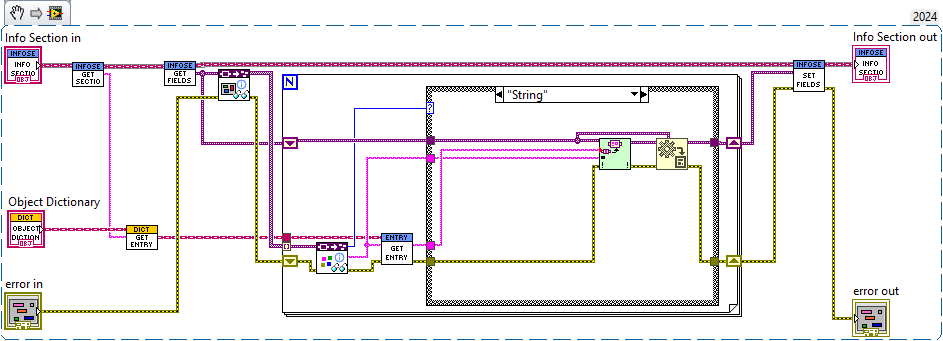 2024
Info Section in
Info Section out
INFOSE
INFO
SECTIO
OBJ
INFOSE
GET
SECTIO
INFOSE
GET
FIELDS
INFOSE
SET
FIELDS
INFOSE
INFO
SECTIO
OBJ
N
"String"
?
Object Dictionary
DICT
OBJECT
DICTION
OBJ
DICT
GET
ENTRY
ENTRY
GET
ENTRY
error in
error out